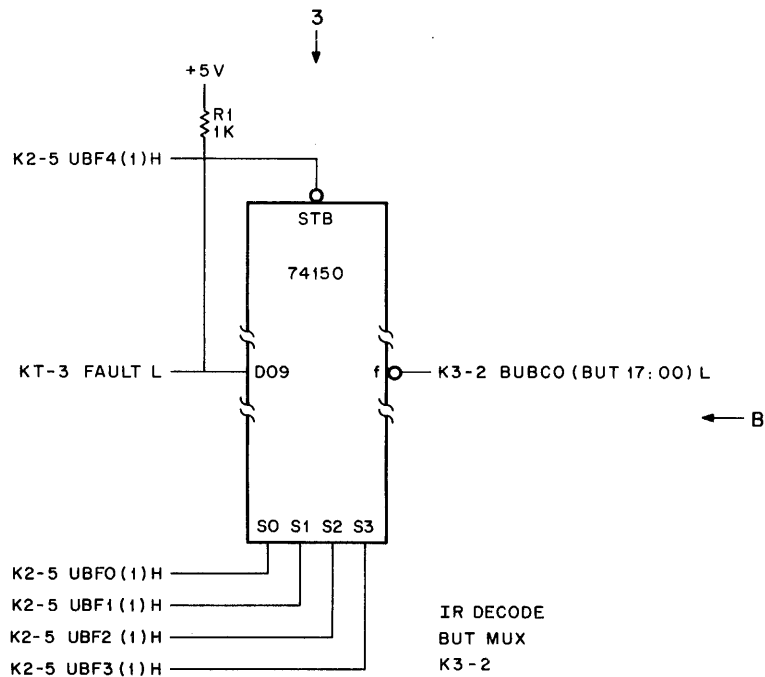 3
+5V
R1
1K
K2-5 UBF4(1)H
STB
74150
KT-3 FAULT L
D09
f
K3-2 BUBC0 (BUT 17:00) L
B
S0 S1 S2 S3
K2-5 UBF0(1)H
K2-5 UBF1(1)H
K2-5 UBF2(1)H
K2-5 UBF3(1)H
IR DECODE
BUT MUX
K3-2